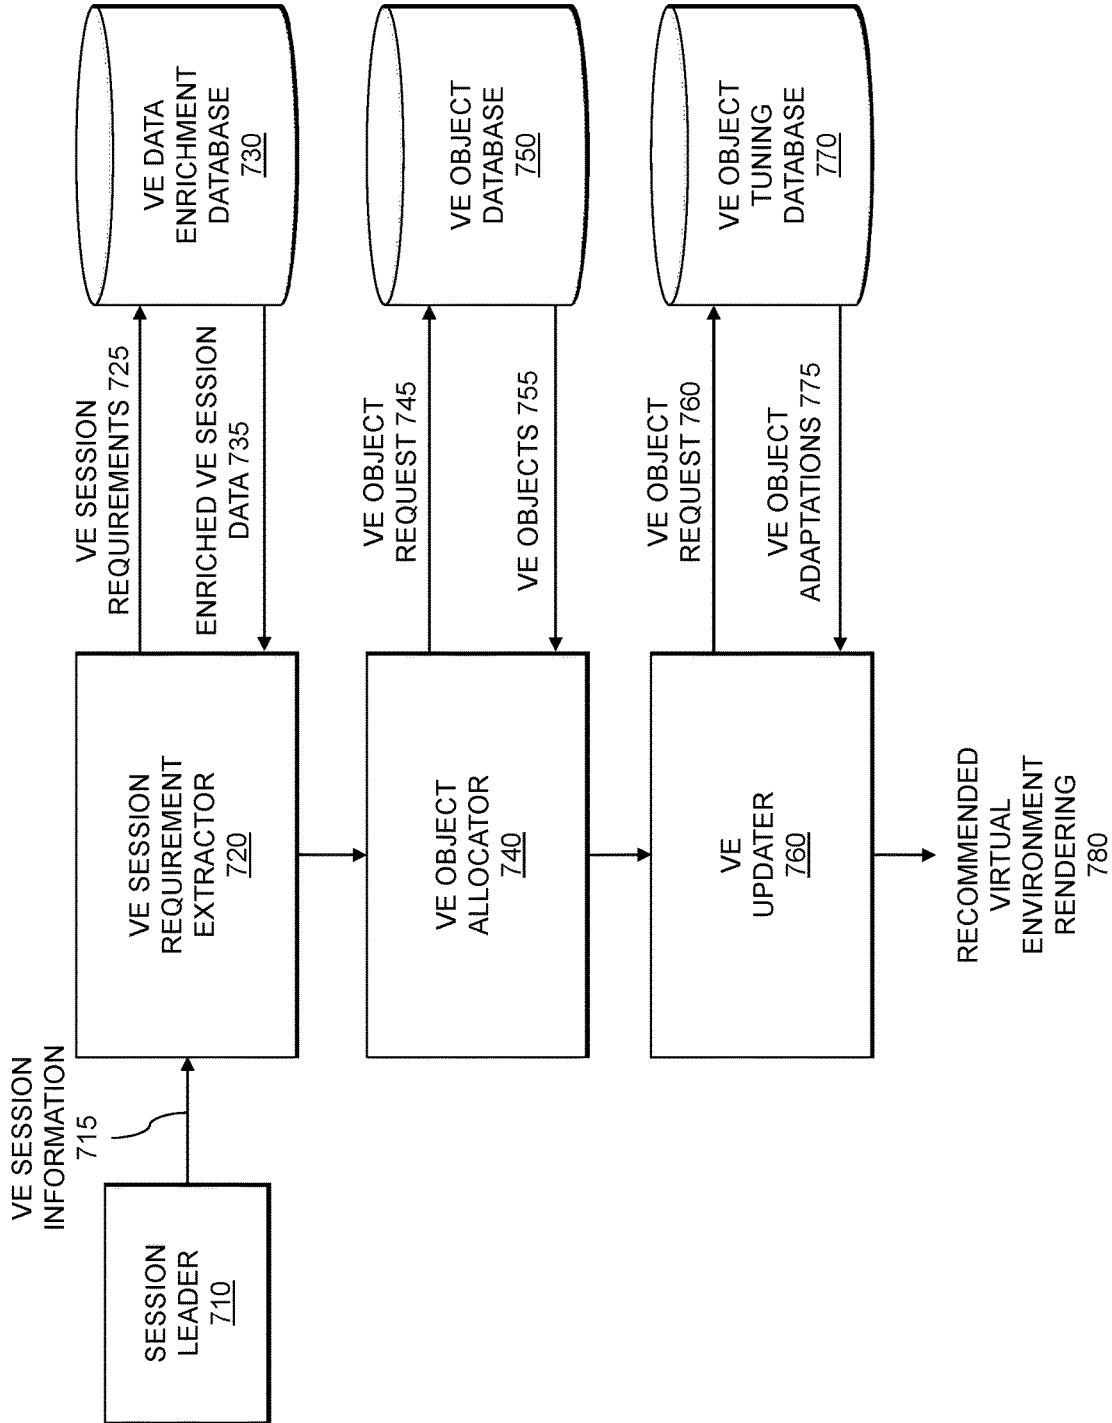 VE SESSION
INFORMATION
715
SESSION
LEADER
710
VE SESSION
REQUIREMENT
EXTRACTOR
720
VE SESSION
REQUIREMENTS 725
ENRICHED VE SESSION
DATA 735
VE DATA
ENRICHMENT
DATABASE
730
VE OBJECT
ALLOCATOR
740
VE OBJECT
REQUEST 745
VE OBJECTS 755
VE OBJECT
DATABASE
750
VE
UPDATER
760
VE OBJECT
REQUEST 760
VE OBJECT
ADAPTATIONS 775
VE OBJECT
TUNING
DATABASE
770
RECOMMENDED
VIRTUAL
ENVIRONMENT
RENDERING
780